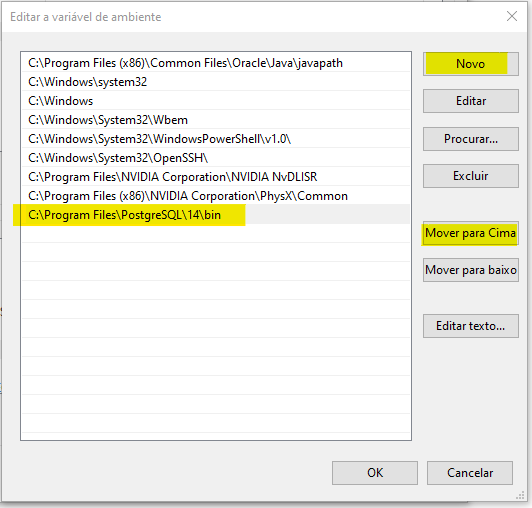 Editar a variável de ambiente
C:\Program Files (x86)\Common Files\Oracle\Java\javapath
C:\Windows\system32
C:\Windows
C:\Windows\System32\Wbem
C:\Windows\System32\WindowsPowerShell\v1.0\
C:\Windows\System32\OpenSSH\
C:\Program Files\NVIDIA Corporation\NVIDIA NvDLISR
C:\Program Files (x86)\NVIDIA Corporation\PhysX\Common
C:\Program Files\PostgreSQL\14\bin
Novo
Editar
Procurar...
Excluir
Mover para Cima
Mover para baixo
Editar texto...
OK
Cancelar